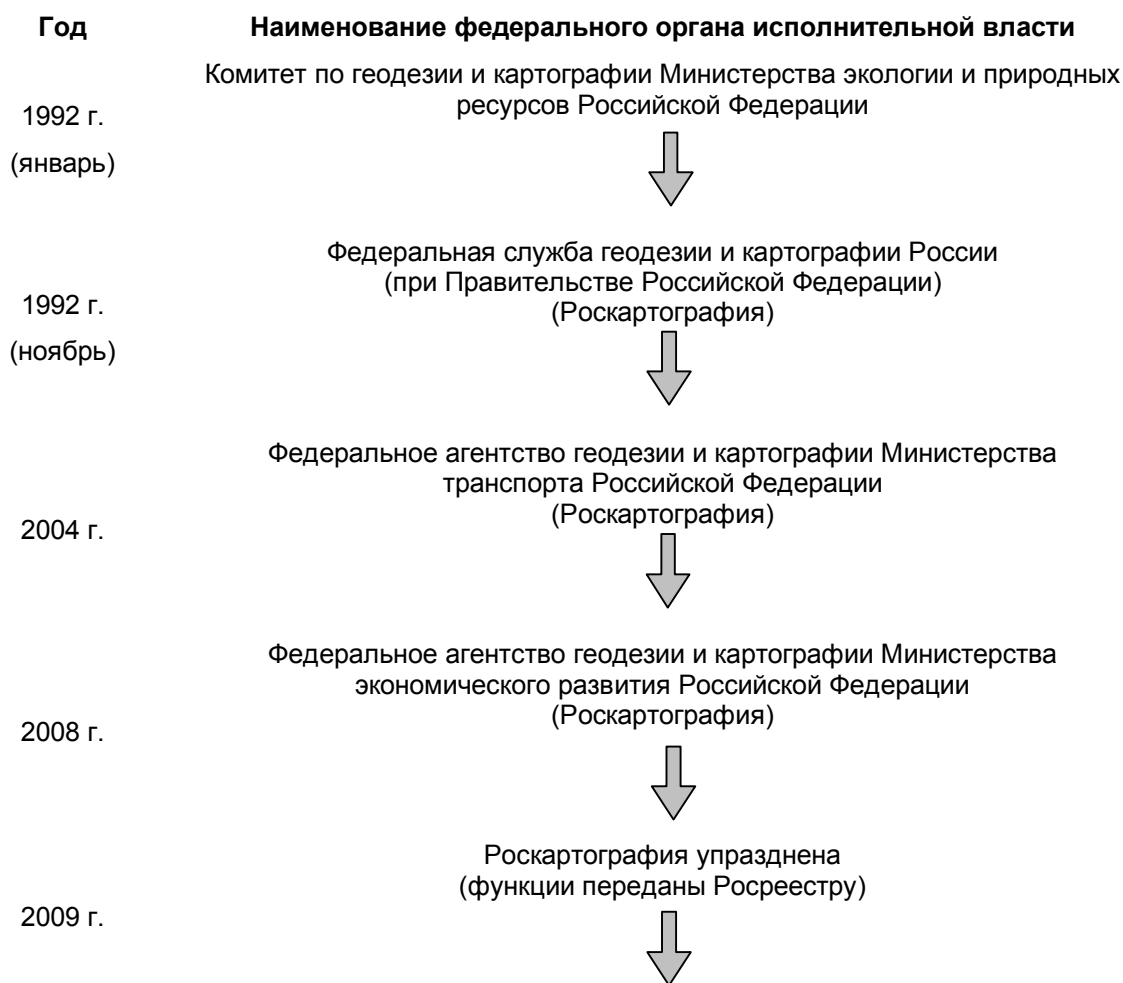 Год Наименование федерального органа исполнительной власти
Комитет по геодезии и картографии Министерства экологии и природных
ресурсов Российской Федерации
1992 г.
(январь)
Федеральная служба геодезии и картографии России
(при Правительстве Российской Федерации)
(Роскартография)
1992 г.
(ноябрь)
Федеральное агентство геодезии и картографии Министерства
транспорта Российской Федерации
(Роскартография)
2004 г.
Федеральное агентство геодезии и картографии Министерства
экономического развития Российской Федерации
(Роскартография)
2008 г.
Роскартография упразднена
(функции переданы Росреестру)
2009 г.